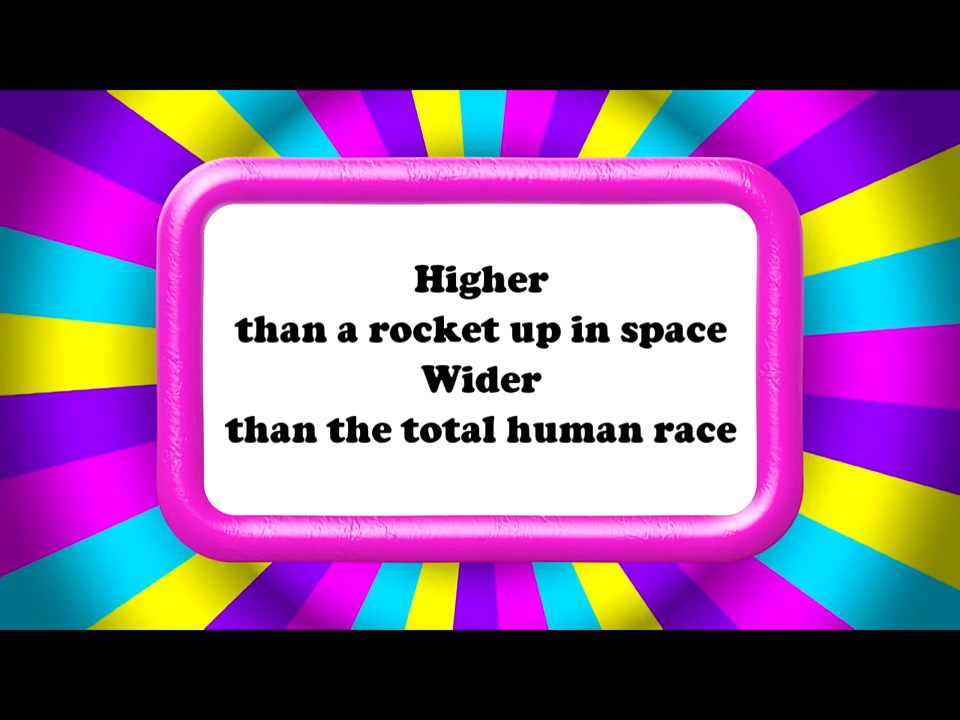 Higher
than a rocket up in space
Wider
than the total human race